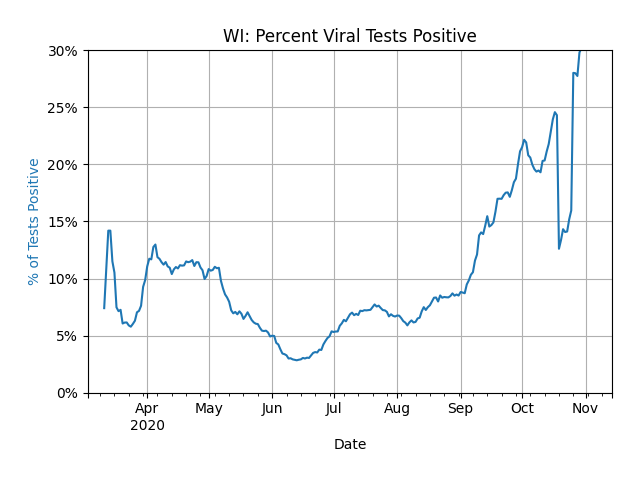 WI: Percent Viral Tests Positive
30%
25%
20%
15%
10%
5%
0%
% of Tests Positive
Apr May Jun Jul Aug Sep Oct Nov
2020
Date